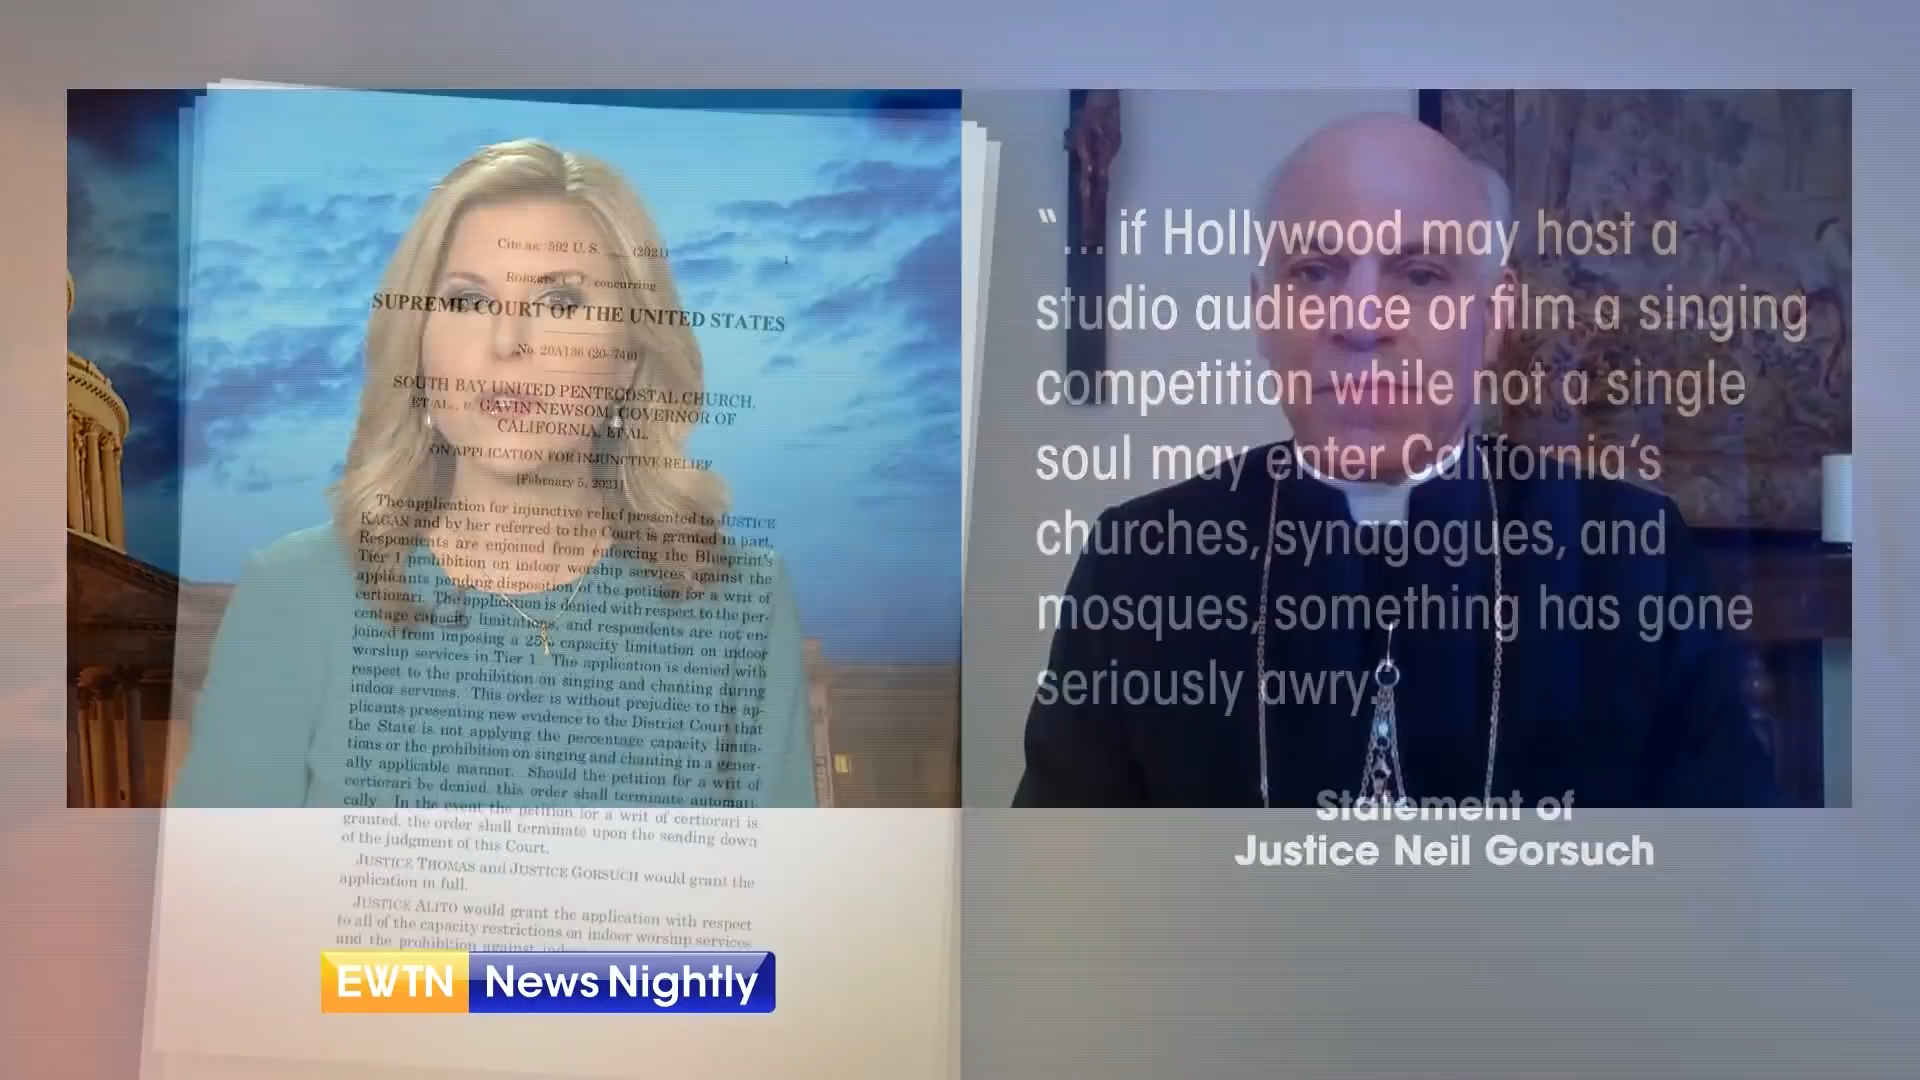 Cite as: 592 U. S. ____ (2021)
1
ROBERTS, C. J., concurring
SUPREME COURT OF THE UNITED STATES
No. 20A136 (20–746)
SOUTH BAY UNITED PENTECOSTAL CHURCH,
ET AL., v. GAVIN NEWSOM, GOVERNOR OF
CALIFORNIA, ET AL.
ON APPLICATION FOR INJUNCTIVE RELIEF
[February 5, 2021]
The application for injunctive relief presented to JUSTICE
KAGAN and by her referred to the Court is granted in part.
Respondents are enjoined from enforcing the Blueprint's
Tier 1 prohibition on indoor worship services against the
applicants pending disposition of the petition for a writ of
certiorari. The application is denied with respect to the per-
centage capacity limitations, and respondents are not en-
joined from imposing a 25% capacity limitation on indoor
worship services in Tier 1. The application is denied with
respect to the prohibition on singing and chanting during
indoor services. This order is without prejudice to the ap-
plicants presenting new evidence to the District Court that
the State is not applying the percentage capacity limita-
tions or the prohibition on singing and chanting in a gener-
ally applicable manner. Should the petition for a writ of
certiorari be denied, this order shall terminate automati-
cally. In the event the petition for a writ of certiorari is
granted, the order shall terminate upon the sending down
of the judgment of this Court.
JUSTICE THOMAS and JUSTICE GORSUCH would grant the
application in full.
JUSTICE ALITO would grant the application with respect
to all of the capacity restrictions on indoor worship services
and the prohibition against
EWTN News Nightly
“... if Hollywood may host a
studio audience or film a singing
competition while not a single
soul may enter California‘s
churches, synagogues, and
mosques, something has gone
seriously awry.
Statement of
Justice Neil Gorsuch